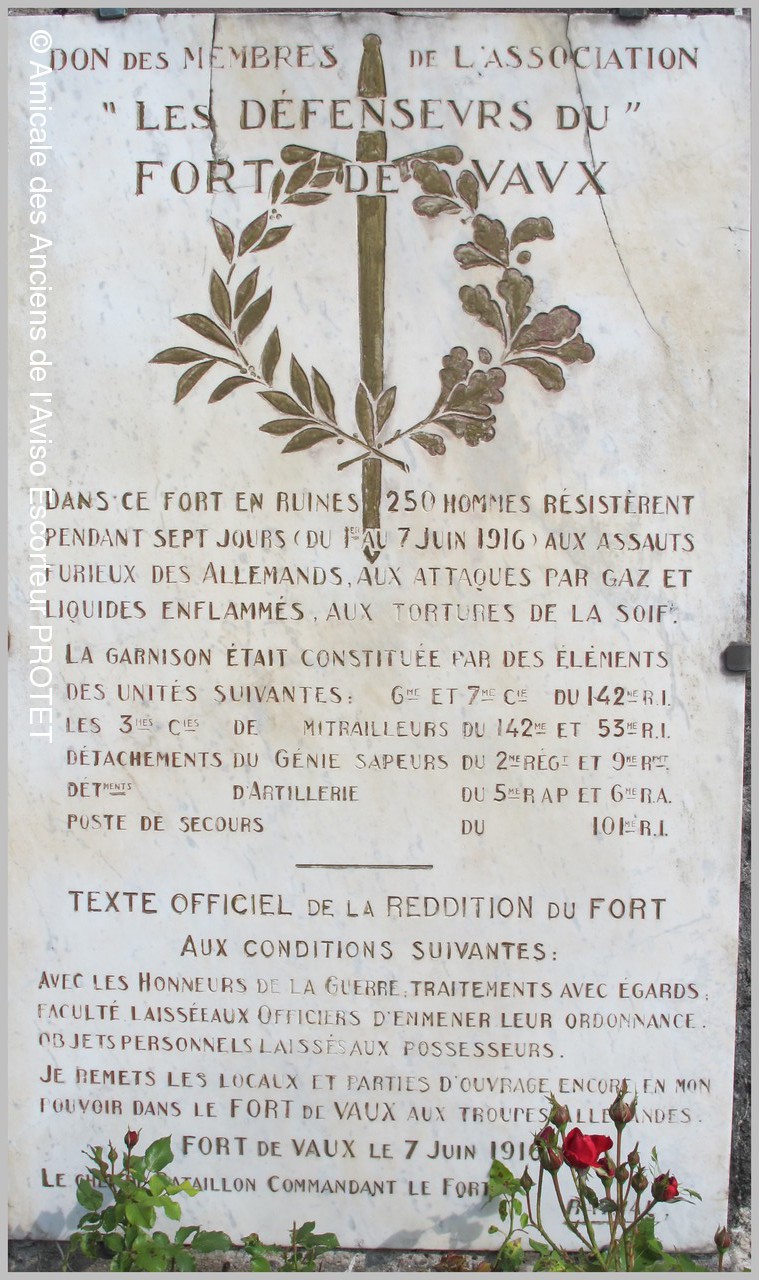 DON DES MEMBRES DE L'ASSOCIATION
" LES DÉFENSEVRS DU "
FORT DE VAVX
DANS CE FORT EN RUINES 250 HOMMES RÉSISTÈRENT
PENDANT SEPT JOURS (DU 1ER AU 7 JUIN 1916) AUX ASSAUTS
FURIEUX DES ALLEMANDS, AUX ATTAQUES PAR GAZ ET
LIQUIDES ENFLAMMÉS, AUX TORTURES DE LA SOIF.
LA GARNISON ÉTAIT CONSTITUÉE PAR DES ÉLÉMENTS
DES UNITÉS SUIVANTES: 6ME ET 7ME CIE DU 142ME R.I.
LES 3MES CIES DE MITRAILLEURS DU 142ME ET 53ME R.I.
DÉTACHEMENTS DU GÉNIE SAPEURS DU 2ME RÉGT ET 9ME RMT.
DÉTMENTS D'ARTILLERIE DU 5ME R A P ET 6ME R.A.
POSTE DE SECOURS DU 101ME R.I.
TEXTE OFFICIEL DE LA REDDITION DU FORT
AUX CONDITIONS SUIVANTES:
AVEC LES HONNEURS DE LA GUERRE; TRAITEMENTS AVEC ÉGARDS;
FACULTÉ LAISSÉE AUX OFFICIERS D'EMMENER LEUR ORDONNANCE.
OBJETS PERSONNELS LAISSÉS AUX POSSESSEURS.
JE REMETS LES LOCAUX ET PARTIES D'OUVRAGE ENCORE EN MON
POUVOIR DANS LE FORT DE VAUX AUX TROUPES ALLEMANDES.
FORT DE VAUX LE 7 JUIN 1916
LE BATAILLON COMMANDANT LE FORT
© Amicale des Anciens de l'Aviso Escorteur PROTET